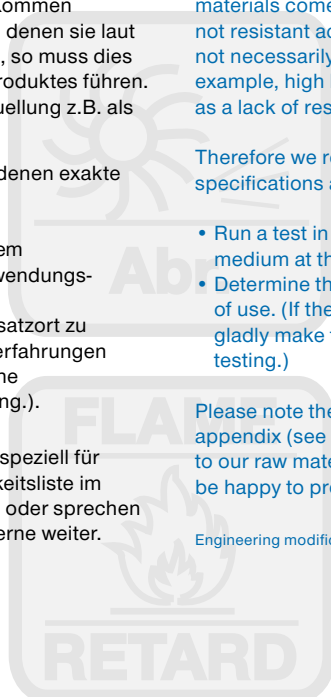 kommen
denen sie laut
, so muss dies
roduktes führen.
uellung z.B. als
denen exakte
em
wendungs-
satzort zu
erfahrungen
ne
ng.).
speziell für
keitsliste im
oder sprechen
erne weiter.
materials come
not resistant ac
not necessarily
example, high
as a lack of res
Therefore we re
specifications a
• Run a test in
medium at th
• Determine th
of use. (If the
gladly make
testing.)
Please note the
appendix (see
to our raw mate
be happy to pro
Engineering modific
Abr
FLAME
RETARD